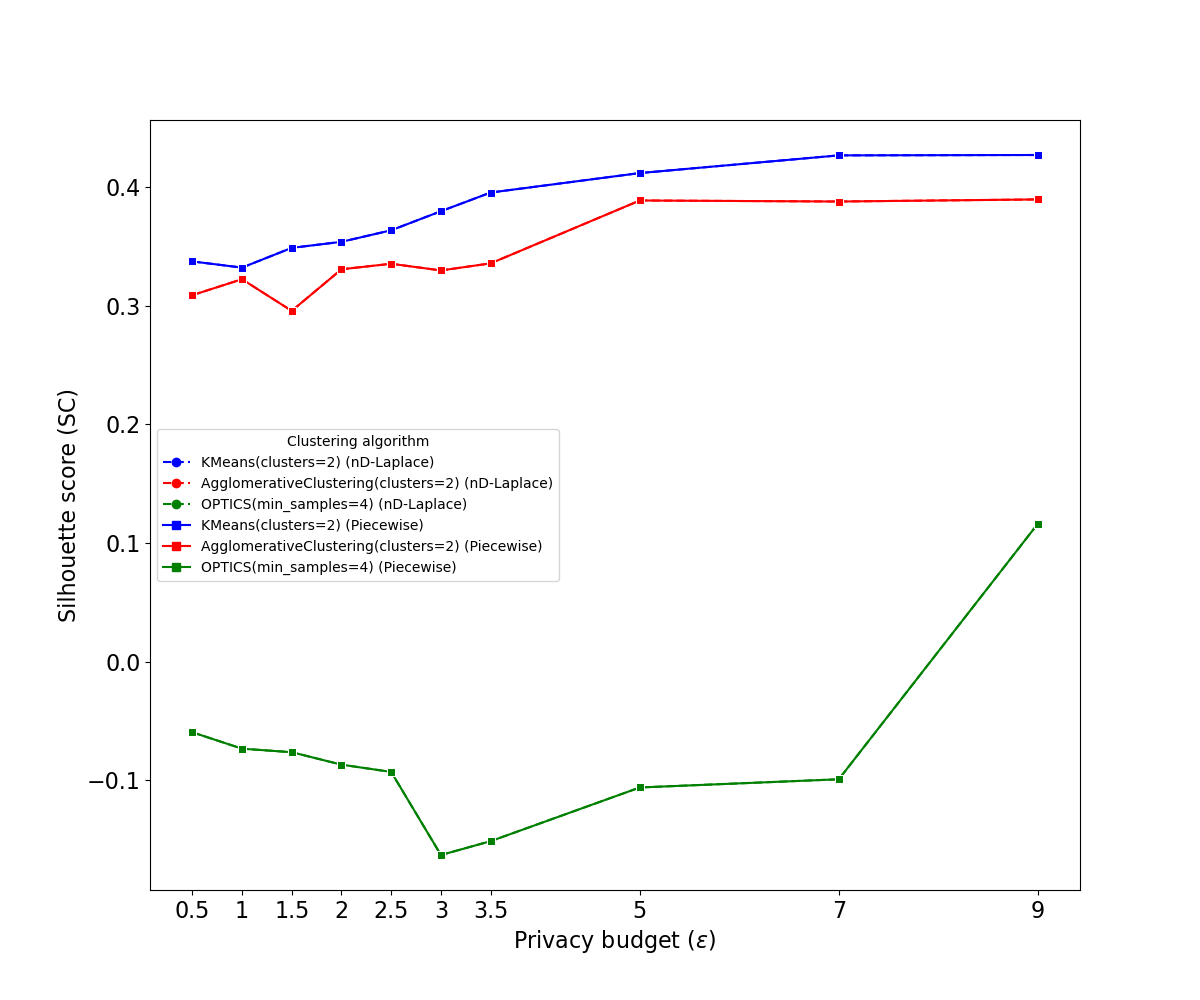 0.4
0.3
0.2
0.1
0.0
−0.1
Silhouette score (SC)
Clustering algorithm
KMeans(clusters=2) (nD-Laplace)
AgglomerativeClustering(clusters=2) (nD-Laplace)
OPTICS(min_samples=4) (nD-Laplace)
KMeans(clusters=2) (Piecewise)
AgglomerativeClustering(clusters=2) (Piecewise)
OPTICS(min_samples=4) (Piecewise)
0.5 1 1.5 2 2.5 3 3.5 5 7 9
Privacy budget (ε)